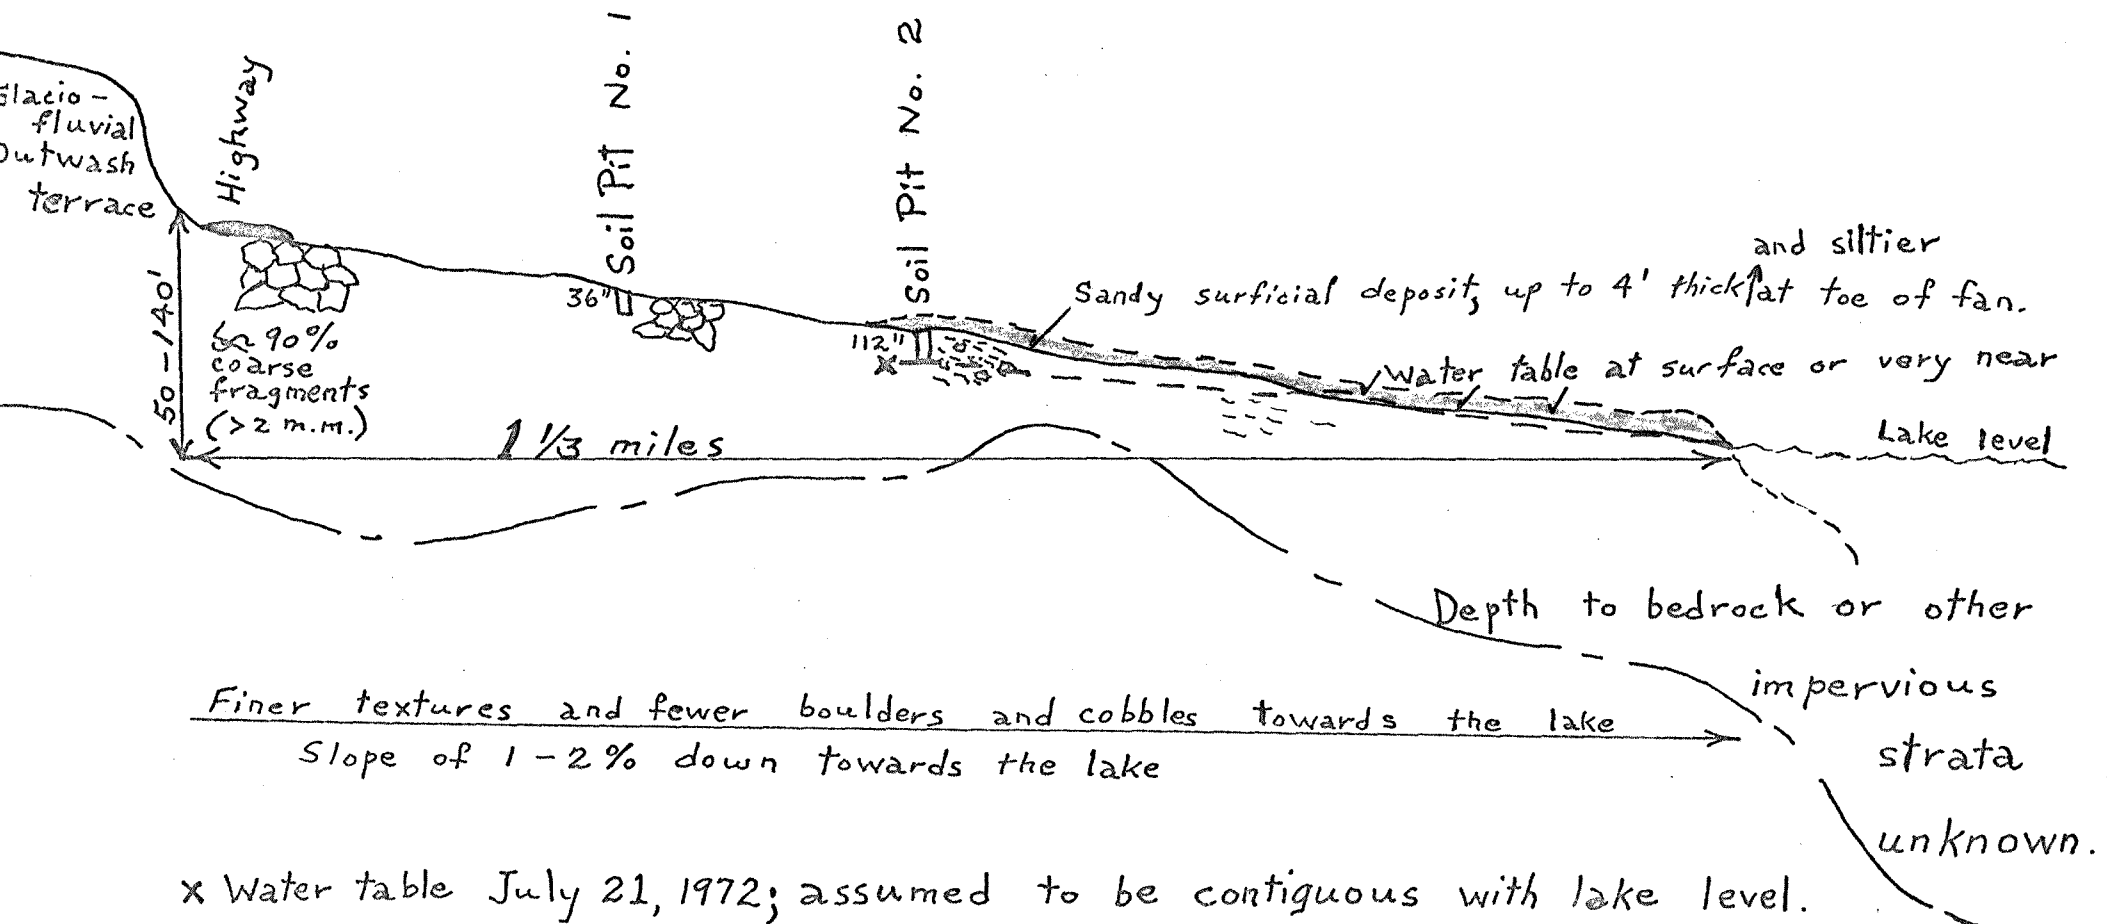 Glacio-
fluvial
Outwash
terrace
Highway
Soil Pit No. 1
Soil Pit No. 2
and siltier
Sandy surficial deposit, up to 4' thick at toe of fan.
36"
112"
x
Water table at surface or very near
50-140'
90%
coarse
fragments
(>2 m.m.)
1 1/3 miles
Lake level
Depth to bedrock or other
impervious
strata
unknown.
Finer textures and fewer boulders and cobbles towards the lake
Slope of 1-2% down towards the lake
x Water table July 21, 1972; assumed to be contiguous with lake level.